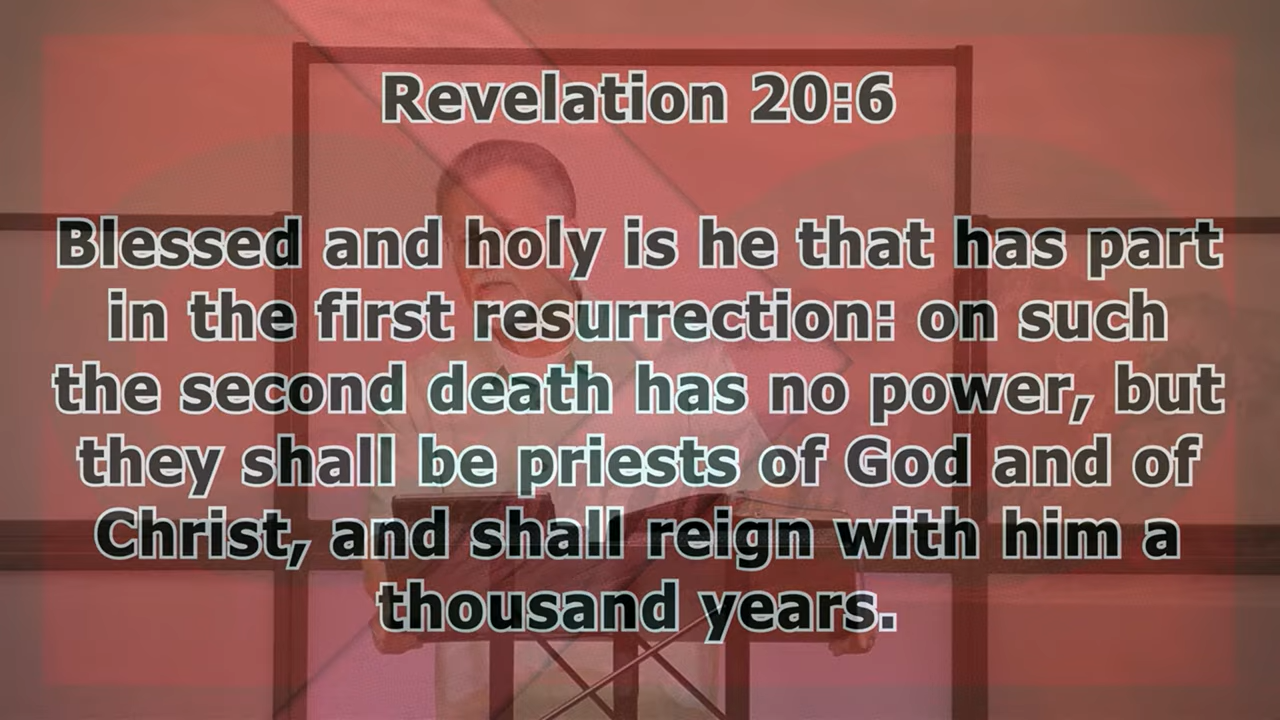 Revelation 20:6
Blessed and holy is he that has part
in the first resurrection: on such
the second death has no power, but
they shall be priests of God and of
Christ, and shall reign with him a
thousand years.